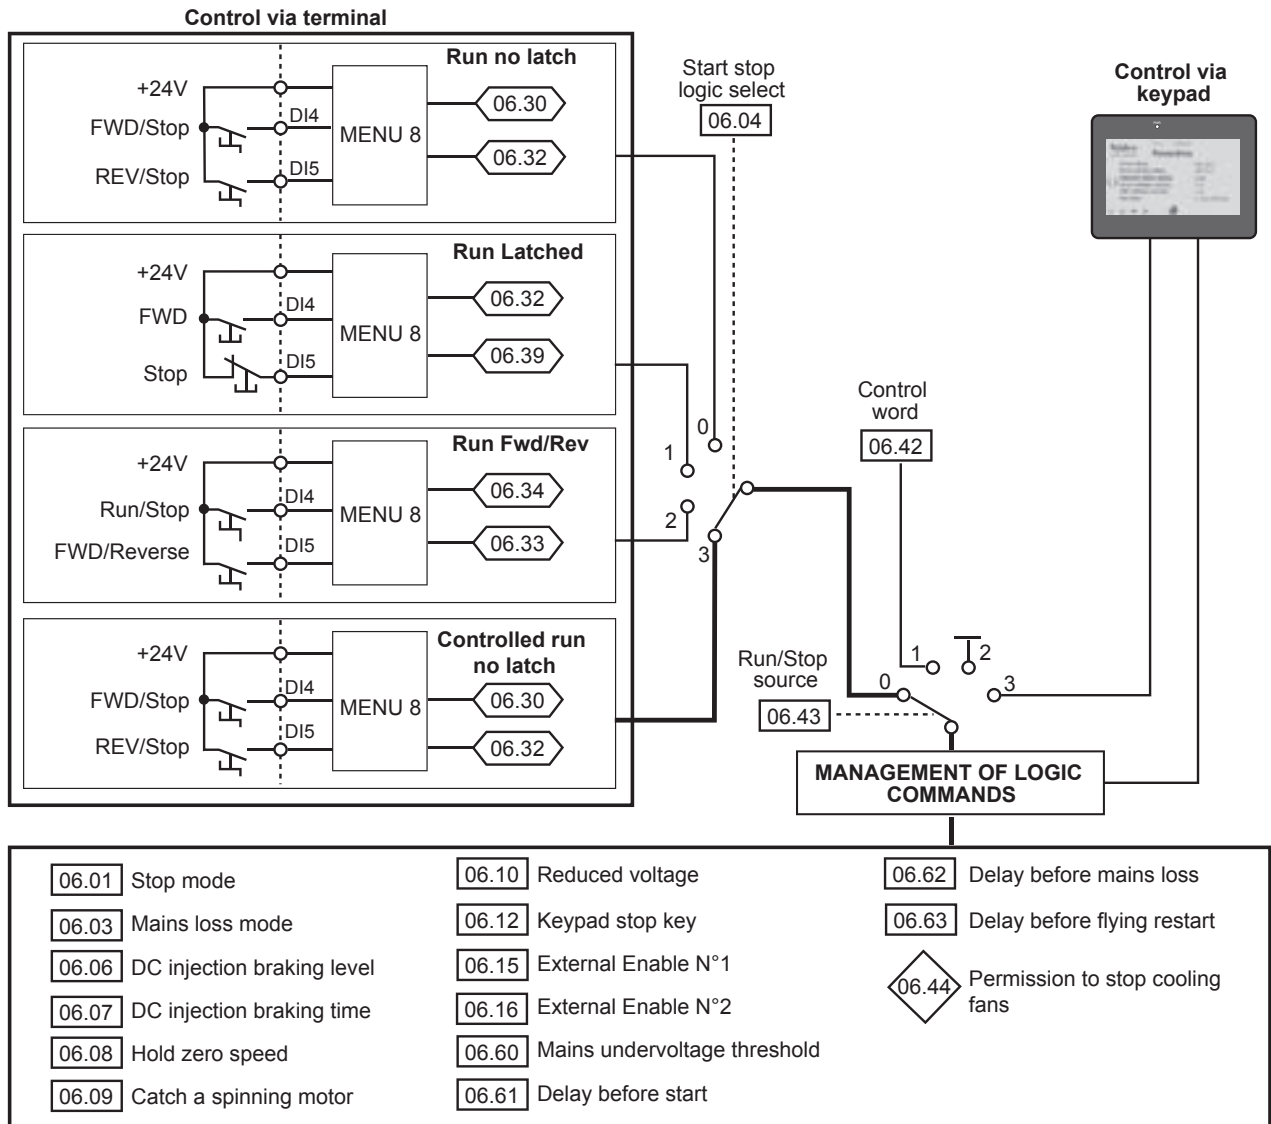 Control via terminal
Run no latch
+24V
FWD/Stop
DI4
REV/Stop
DI5
MENU 8
06.30
06.32
Run Latched
+24V
FWD
DI4
Stop
DI5
MENU 8
06.32
06.39
Run Fwd/Rev
+24V
Run/Stop
DI4
FWD/Reverse
DI5
MENU 8
06.34
06.33
Controlled run
no latch
+24V
FWD/Stop
DI4
REV/Stop
DI5
MENU 8
06.30
06.32
Start stop
logic select
06.04
0
1
2
3
Control via
keypad
Control
word
06.42
Run/Stop
source
06.43
0
1
2
3
MANAGEMENT OF LOGIC
COMMANDS
06.01 Stop mode
06.03 Mains loss mode
06.06 DC injection braking level
06.07 DC injection braking time
06.08 Hold zero speed
06.09 Catch a spinning motor
06.10 Reduced voltage
06.12 Keypad stop key
06.15 External Enable N°1
06.16 External Enable N°2
06.60 Mains undervoltage threshold
06.61 Delay before start
06.62 Delay before mains loss
06.63 Delay before flying restart
06.44 Permission to stop cooling
fans